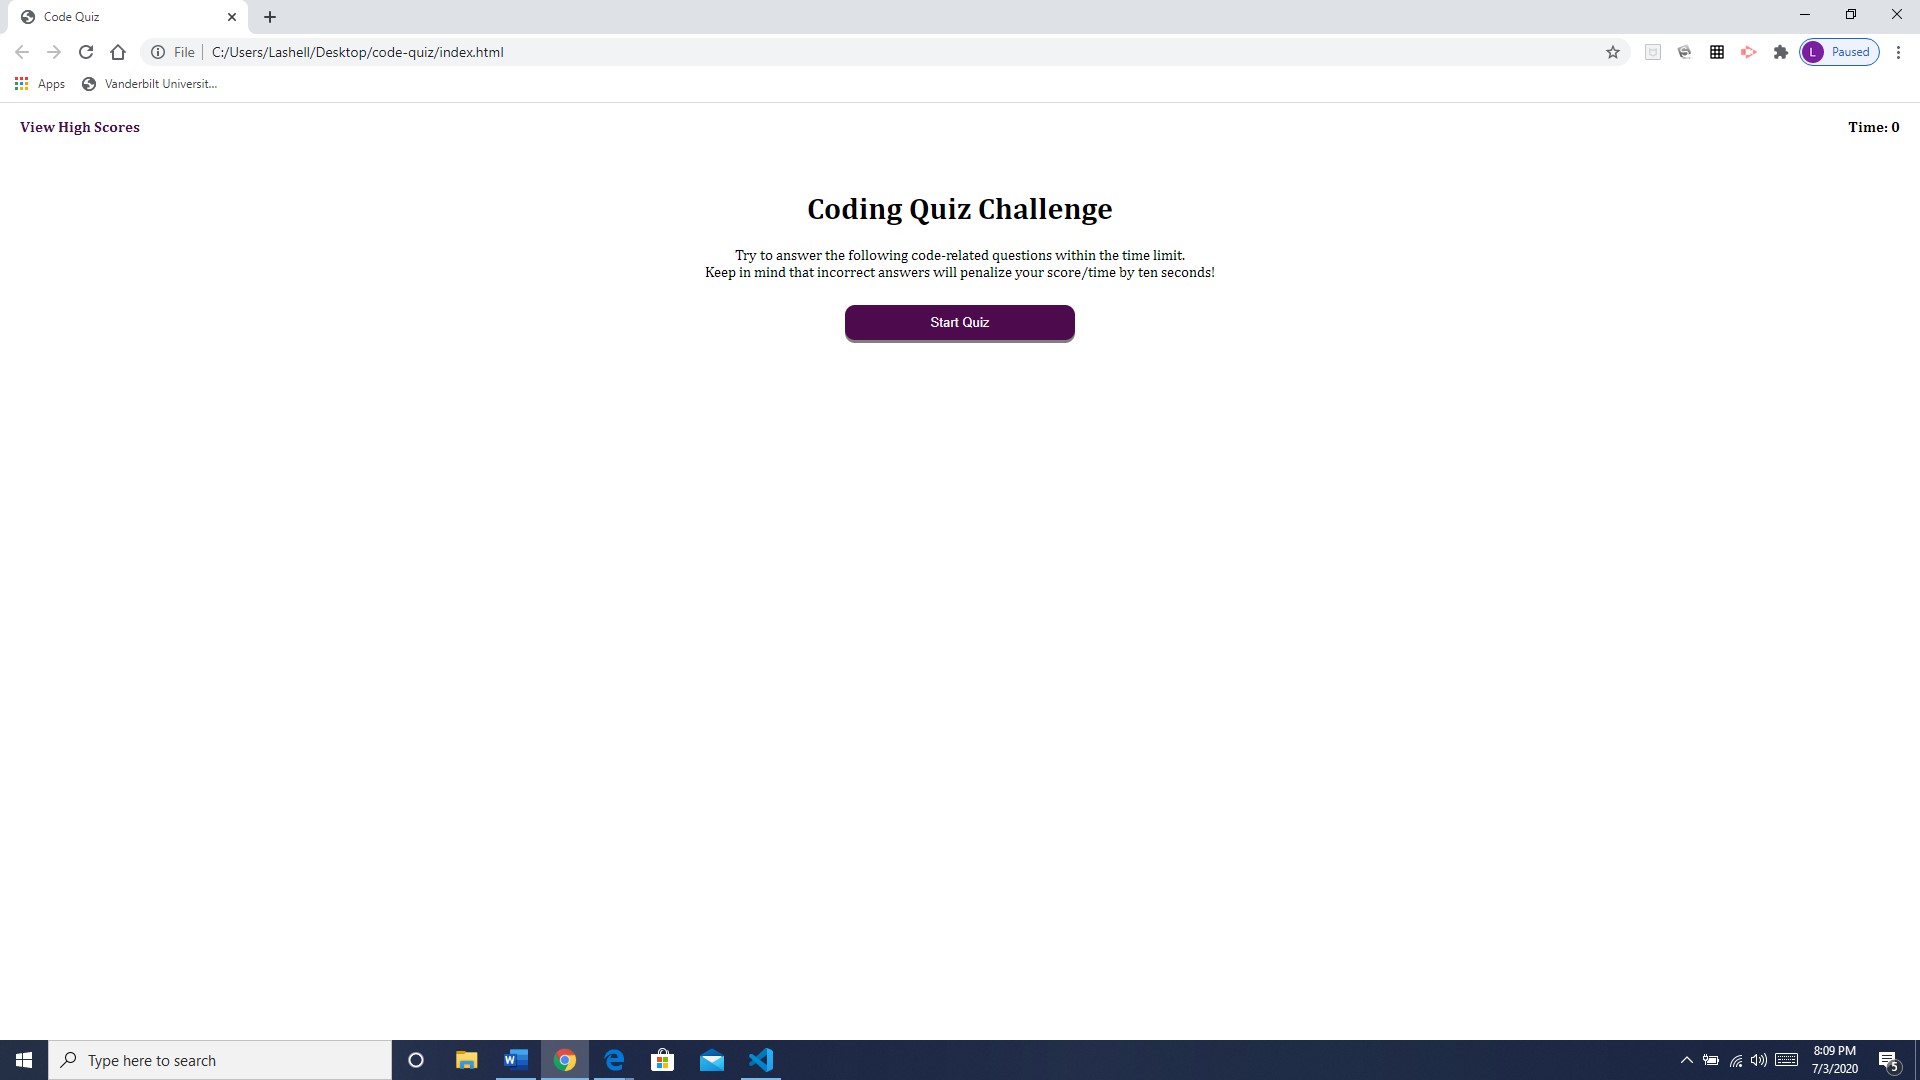 Code Quiz
File
C:/Users/Lashell/Desktop/code-quiz/index.html
L
Paused
Apps
Vanderbilt Universit...
View High Scores
Time: 0
Coding Quiz Challenge
Try to answer the following code-related questions within the time limit.
Keep in mind that incorrect answers will penalize your score/time by ten seconds!
Start Quiz
Type here to search
W
8:09 PM
7/3/2020
5